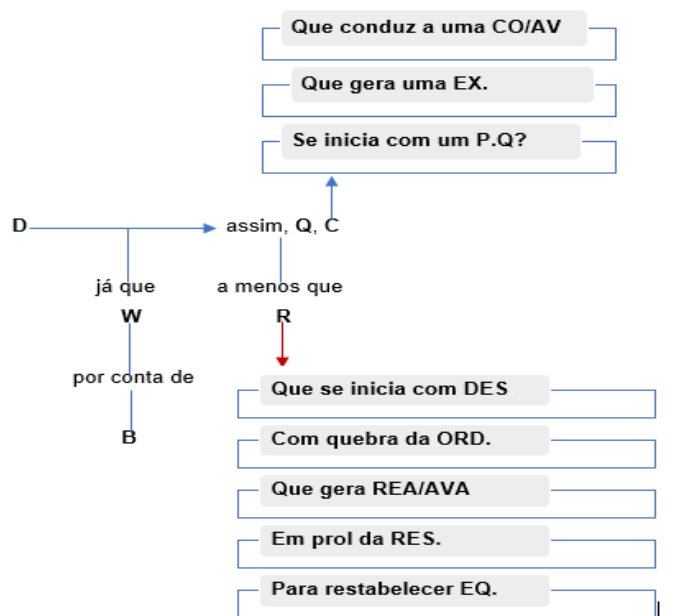 Que conduz a uma CO/AV
Que gera uma EX.
Se inicia com um P.Q?
D
assim, Q, C
já que
a menos que
W
R
por conta de
Que se inicia com DES
B
Com quebra da ORD.
Que gera REA/AVA
Em prol da RES.
Para restabelecer EQ.